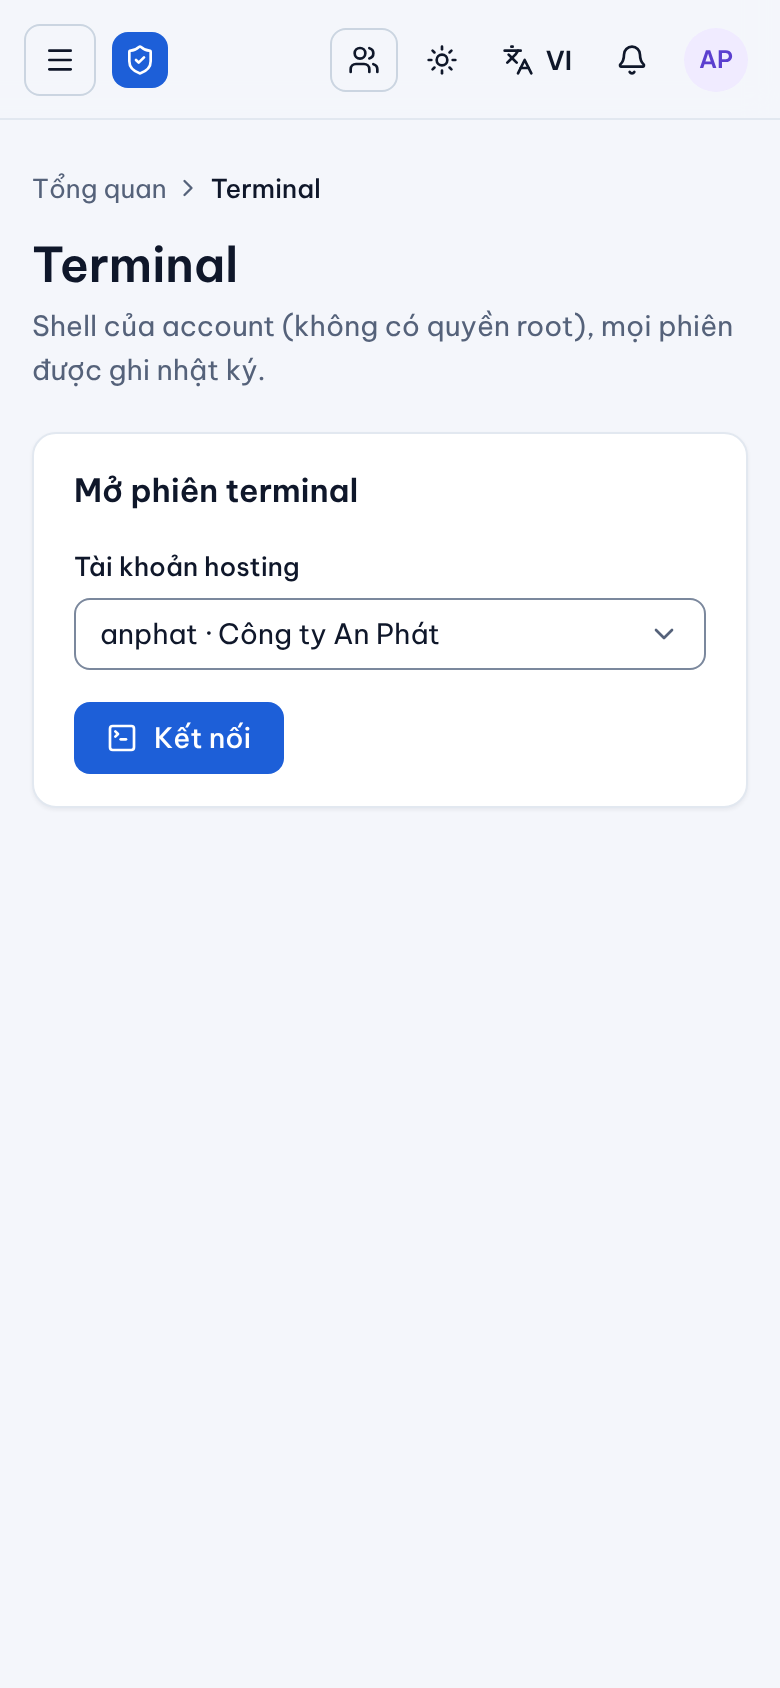 VI
AP
Tổng quan > Terminal
Terminal
Shell của account (không có quyền root), mọi phiên
được ghi nhật ký.
Mở phiên terminal
Tài khoản hosting
anphat · Công ty An Phát
Kết nối